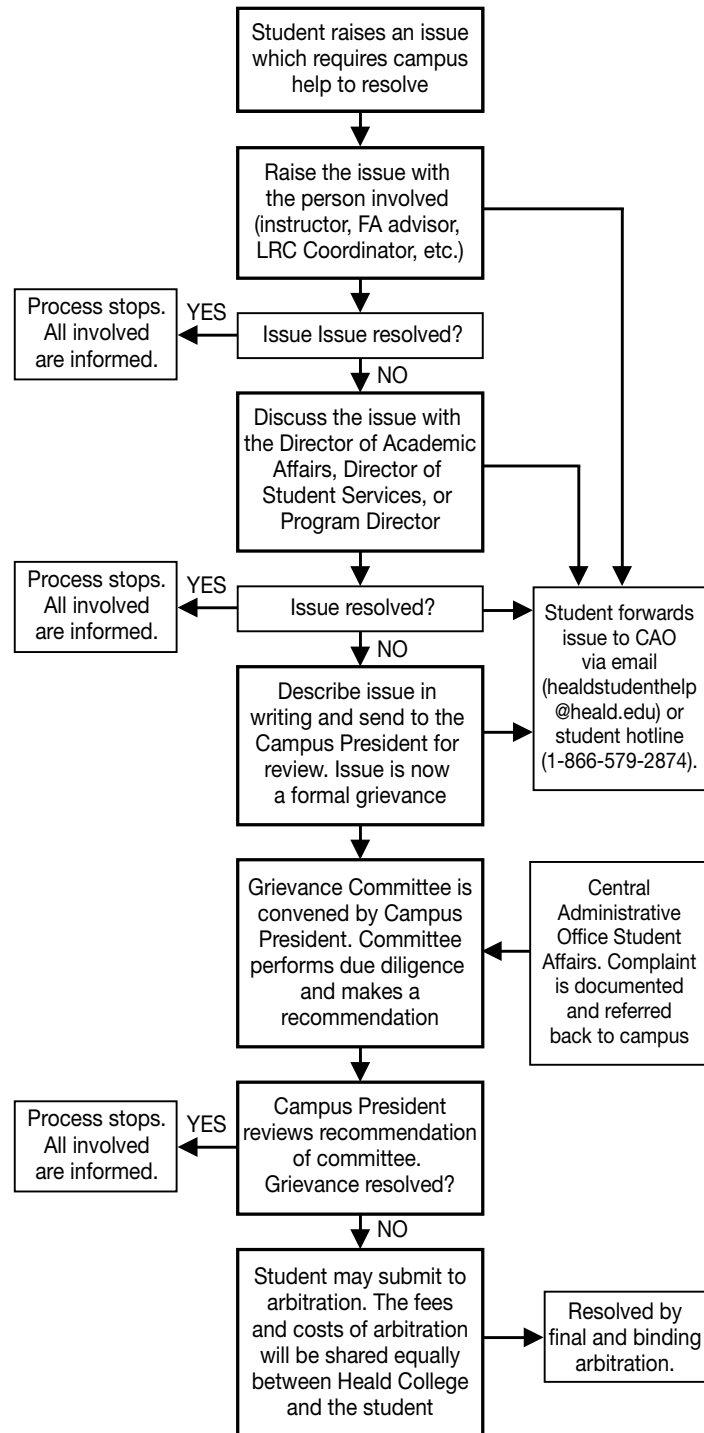 Student raises an issue
which requires campus
help to resolve
Raise the issue with
the person involved
(instructor, FA advisor,
LRC Coordinator, etc.)
Process stops.
All involved
are informed.
YES
Issue Issue resolved?
NO
Discuss the issue with
the Director of Academic
Affairs, Director of
Student Services, or
Program Director
Process stops.
All involved
are informed.
YES
Issue resolved?
Student forwards
issue to CAO
via email
(healdstudenthelp
@heald.edu) or
student hotline
(1-866-579-2874).
NO
Describe issue in
writing and send to the
Campus President for
review. Issue is now
a formal grievance
Grievance Committee is
convened by Campus
President. Committee
performs due diligence
and makes a
recommendation
Central
Administrative
Office Student
Affairs. Complaint
is documented
and referred
back to campus
Process stops.
All involved
are informed.
YES
Campus President
reviews recommendation
of committee.
Grievance resolved?
NO
Student may submit to
arbitration. The fees
and costs of arbitration
will be shared equally
between Heald College
and the student
Resolved by
final and binding
arbitration.